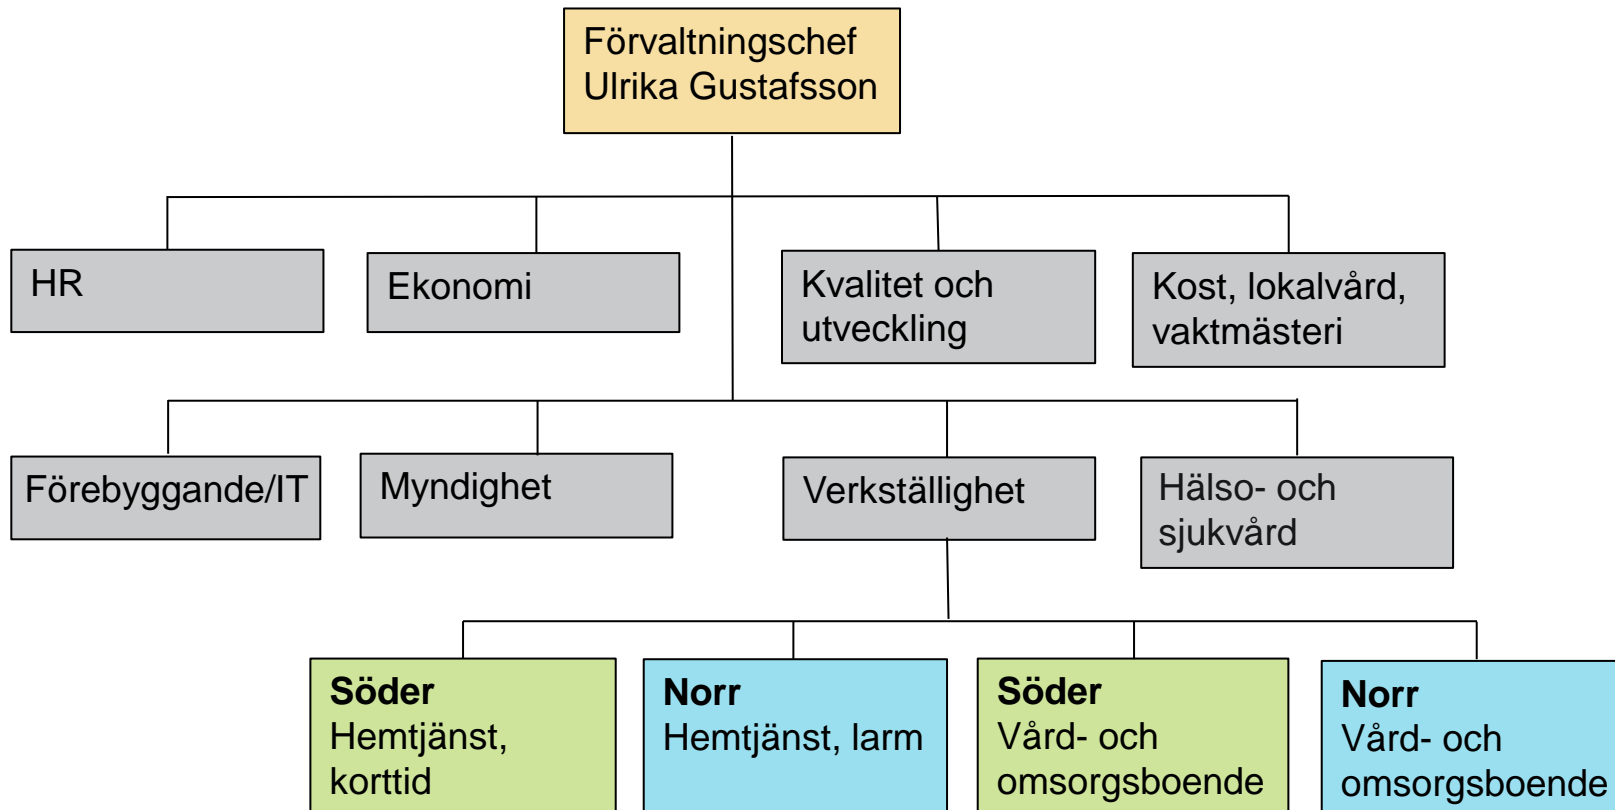 Förvaltningschef
Ulrika Gustafsson
HR
Ekonomi
Kvalitet och
utveckling
Kost, lokalvård,
vaktmästeri
Förebyggande/IT
Myndighet
Verkställighet
Hälso- och
sjukvård
Söder
Hemtjänst,
korttid
Norr
Hemtjänst, larm
Söder
Vård- och
omsorgsboende
Norr
Vård- och
omsorgsboende